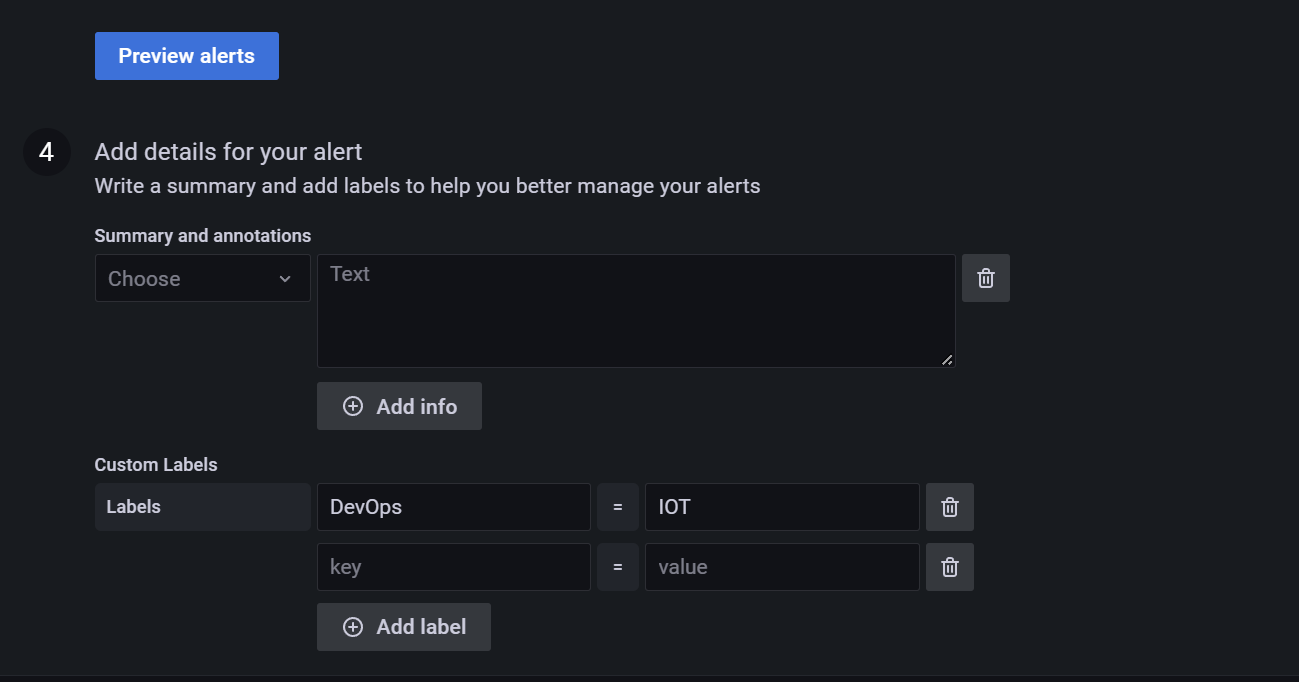 Preview alerts
4
Add details for your alert
Write a summary and add labels to help you better manage your alerts
Summary and annotations
Choose
Text
Add info
Custom Labels
Labels DevOps = IOT
key = value
Add label